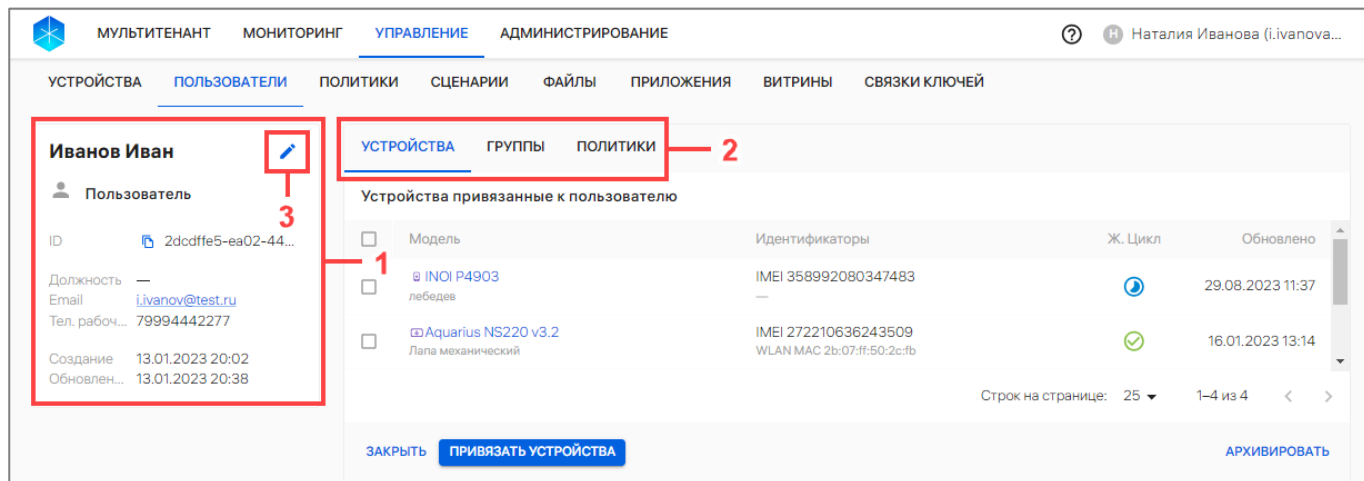 МУЛЬТИТЕНАНТ МОНИТОРИНГ УПРАВЛЕНИЕ АДМИНИСТРИРОВАНИЕ ? Н Наталия Иванова (i.ivanova...
УСТРОЙСТВА ПОЛЬЗОВАТЕЛИ ПОЛИТИКИ СЦЕНАРИИ ФАЙЛЫ ПРИЛОЖЕНИЯ ВИТРИНЫ СВЯЗКИ КЛЮЧЕЙ
Иванов Иван
Пользователь
3
ID 2dcdffe5-ea02-44...
1
Должность —
Email i.ivanov@test.ru
Тел. рабоч... 79994442277
Создание 13.01.2023 20:02
Обновлен... 13.01.2023 20:38
УСТРОЙСТВА ГРУППЫ ПОЛИТИКИ 2
Устройства привязанные к пользователю
Модель Идентификаторы Ж. Цикл Обновлено
INOI P4903 IMEI 358992080347483 29.08.2023 11:37
лебедев —
Aquarius NS220 v3.2 IMEI 272210636243509 16.01.2023 13:14
Лапа механический WLAN MAC 2b:07:ff:50:2c:fb
Строк на странице: 25 1–4 из 4 < >
ЗАКРЫТЬ ПРИВЯЗАТЬ УСТРОЙСТВА АРХИВИРОВАТЬ